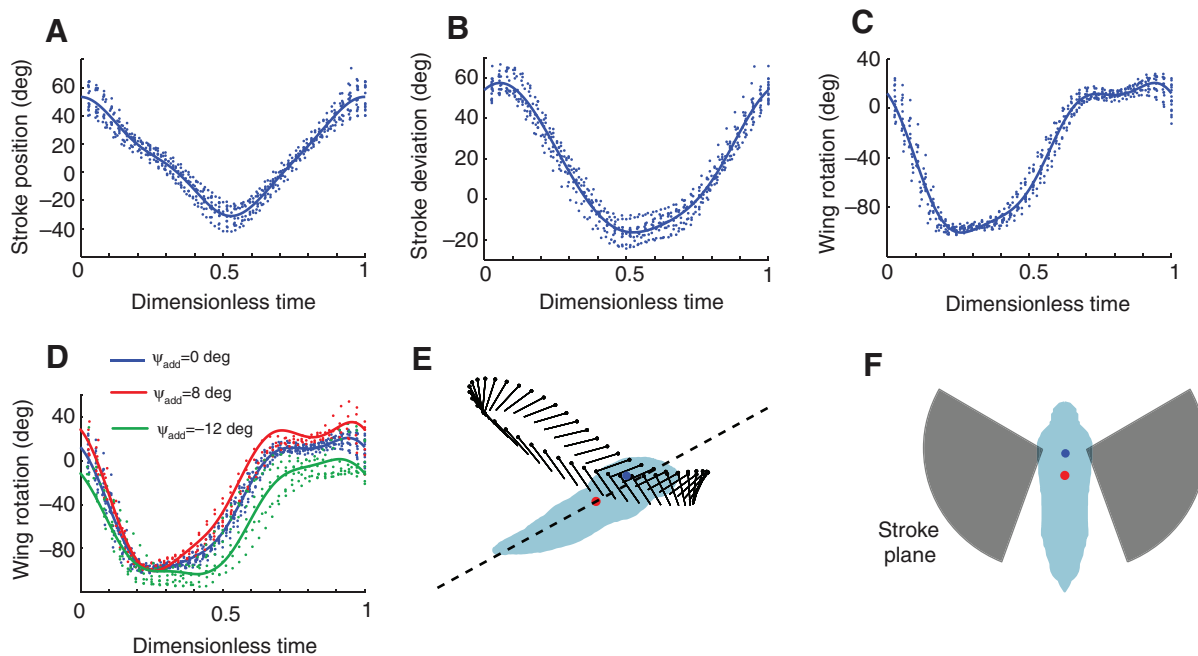 A
Stroke position (deg)
60
40
20
0
−20
−40
0
0.5
1
Dimensionless time
B
Stroke deviation (deg)
60
40
20
0
−20
0
0.5
1
Dimensionless time
C
Wing rotation (deg)
40
0
−40
−80
0
0.5
1
Dimensionless time
D
ψadd=0 deg
ψadd=8 deg
ψadd=−12 deg
Wing rotation (deg)
40
0
−40
−80
0
0.5
1
Dimensionless time
E
F
Stroke
plane